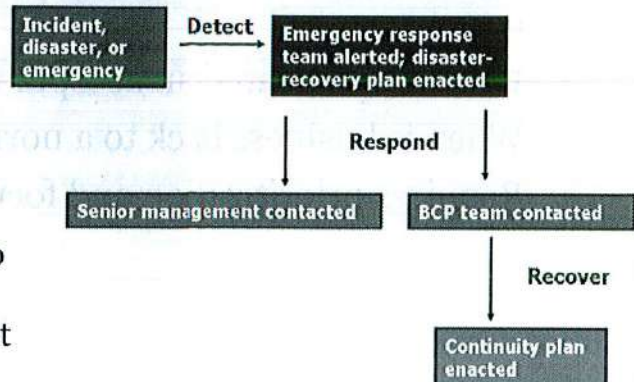 Incident,
disaster, or
emergency
Detect
Emergency response
team alerted; disaster-
recovery plan enacted
Respond
Senior management contacted
BCP team contacted
Recover
Continuity plan
enacted